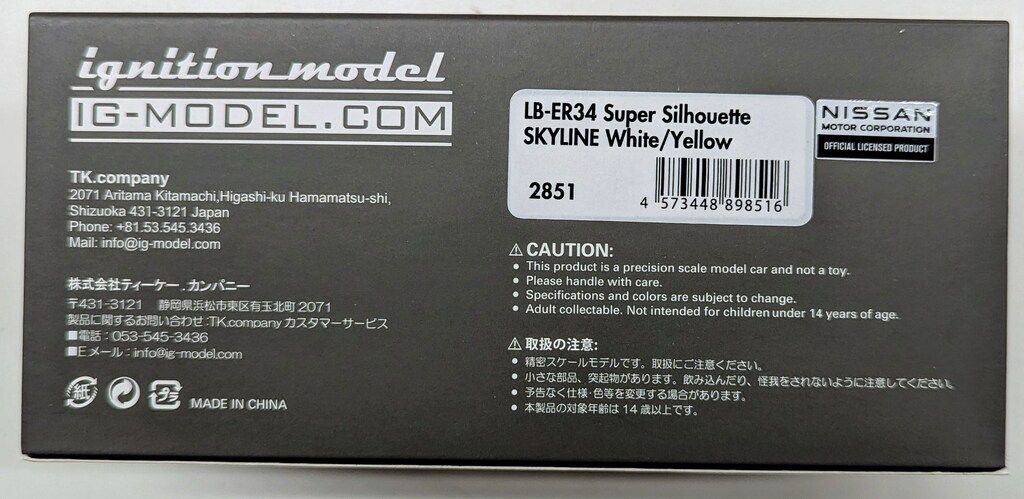 ignition model
IG-MODEL.COM
TK.company
2071 Aritama Kitamachi,Higashi-ku Hamamatsu-shi,
Shizuoka 431-3121 Japan
Phone: +81.53.545.3436
Mail: info@ig-model.com
株式会社ティーケー.カンパニー
〒431-3121 静岡県浜松市東区有玉北町2071
製品に関するお問い合わせ:TK.company カスタマーサービス
■電話:053-545-3436
■Eメール:info@ig-model.com
紙
プラ
MADE IN CHINA
LB-ER34 Super Silhouette
SKYLINE White/Yellow
2851
4 573448 898516
NISSAN
MOTOR CORPORATION
OFFICIAL LICENSED PRODUCT
⚠ CAUTION:
• This product is a precision scale model car and not a toy.
• Please handle with care.
• Specifications and colors are subject to change.
• Adult collectable. Not intended for children under 14 years of age.
⚠ 取扱の注意:
• 精密スケールモデルです。取扱にご注意ください。
• 小さな部品、突起物があります。飲み込んだり、怪我をされないように注意してください。
• 予告なく仕様・色等を変更する場合があります。
• 本製品の対象年齢は14歳以上です。